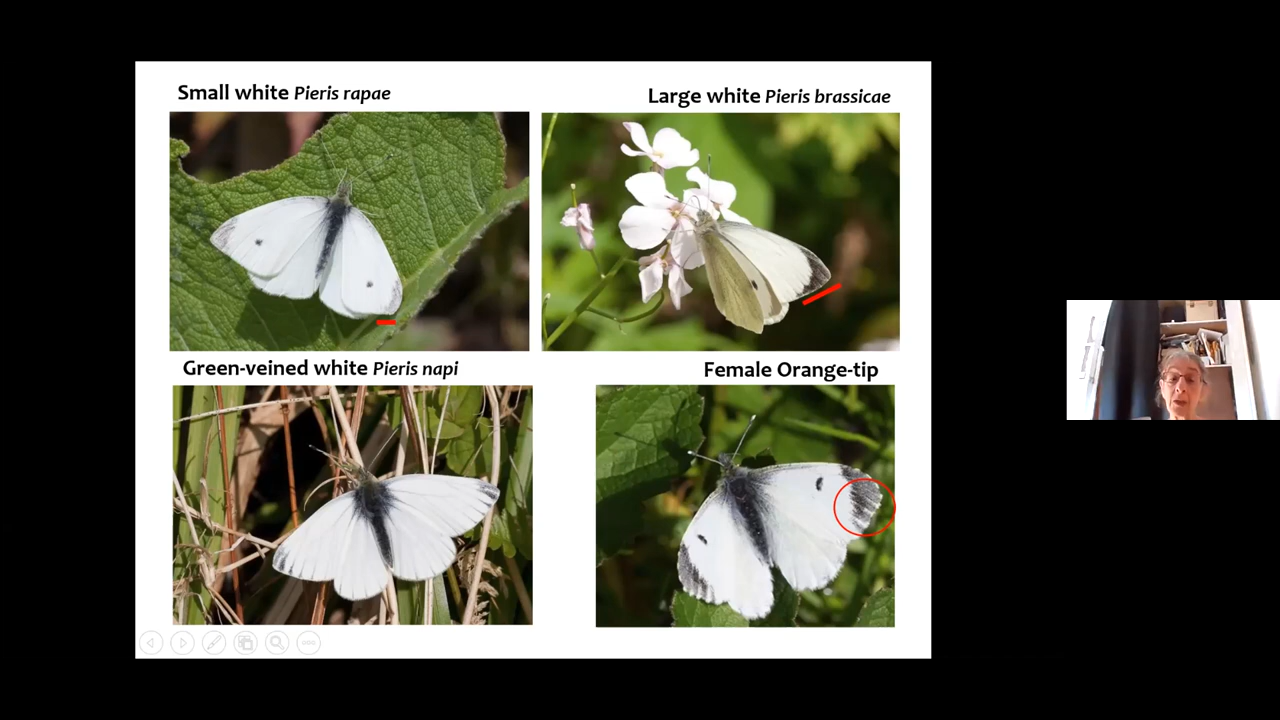 Small white Pieris rapae
Large white Pieris brassicae
Green-veined white Pieris napi
Female Orange-tip